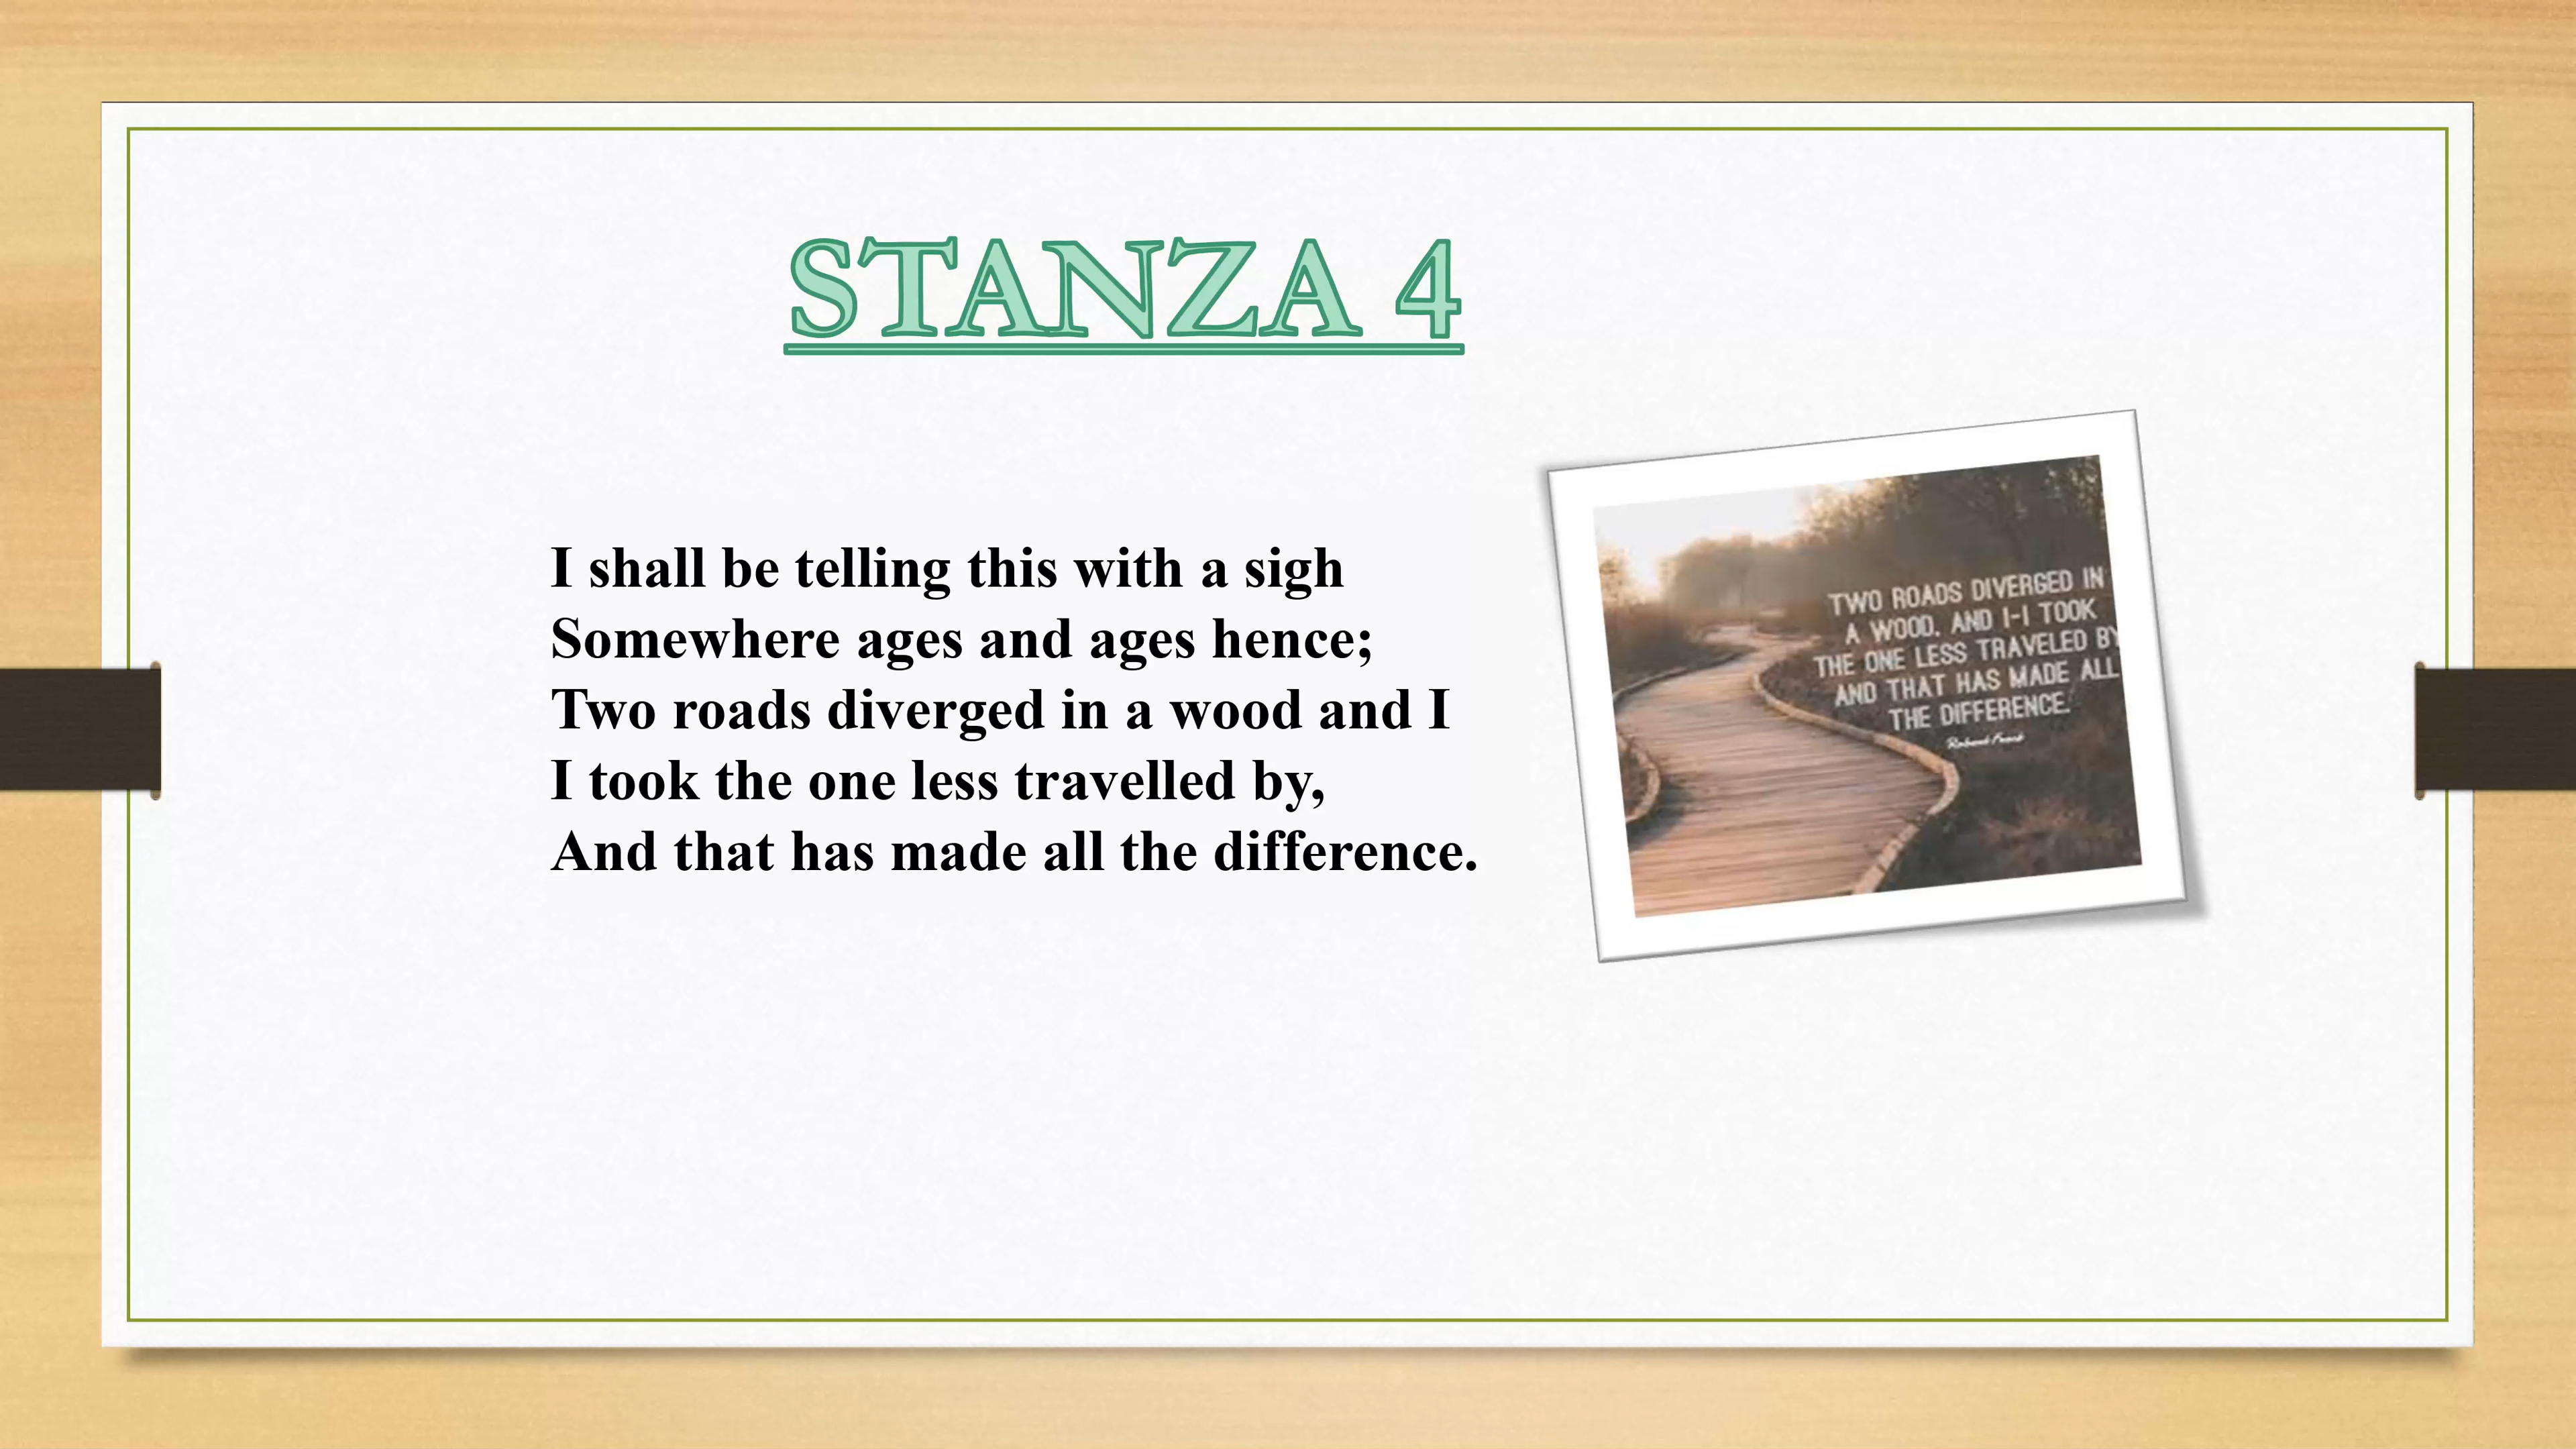 STANZA 4
I shall be telling this with a sigh
Somewhere ages and ages hence;
Two roads diverged in a wood and I
I took the one less travelled by,
And that has made all the difference.
TWO ROADS DIVERGED IN
A WOOD, AND I-I TOOK
THE ONE LESS TRAVELED BY
AND THAT HAS MADE ALL
THE DIFFERENCE.'
Robert Frost